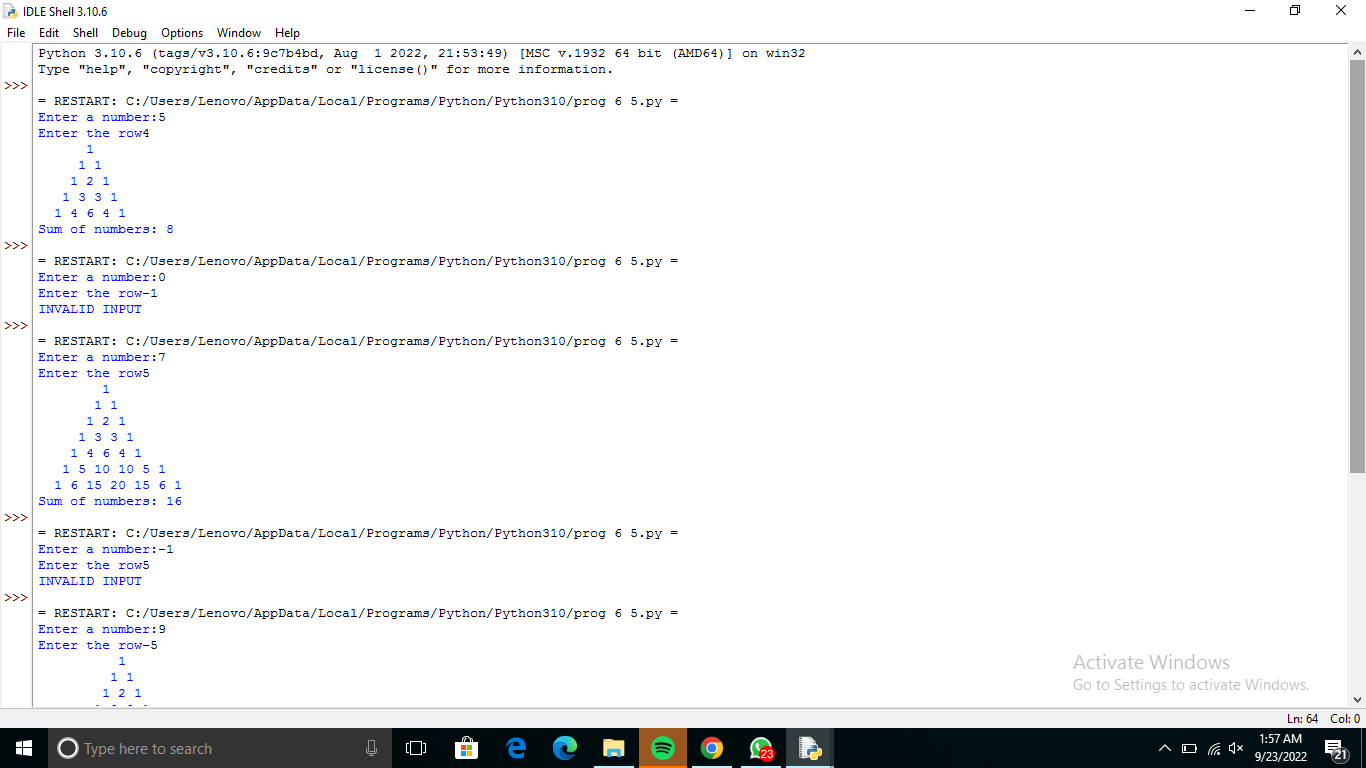 IDLE Shell 3.10.6
File Edit Shell Debug Options Window Help
Python 3.10.6 (tags/v3.10.6:9c7b4bd, Aug  1 2022, 21:53:49) [MSC v.1932 64 bit (AMD64)] on win32
Type "help", "copyright", "credits" or "license()" for more information.
>>>
= RESTART: C:/Users/Lenovo/AppData/Local/Programs/Python/Python310/prog 6 5.py =
Enter a number:5
Enter the row4
1
1 1
1 2 1
1 3 3 1
1 4 6 4 1
Sum of numbers: 8
>>>
= RESTART: C:/Users/Lenovo/AppData/Local/Programs/Python/Python310/prog 6 5.py =
Enter a number:0
Enter the row-1
INVALID INPUT
>>>
= RESTART: C:/Users/Lenovo/AppData/Local/Programs/Python/Python310/prog 6 5.py =
Enter a number:7
Enter the row5
1
1 1
1 2 1
1 3 3 1
1 4 6 4 1
1 5 10 10 5 1
1 6 15 20 15 6 1
Sum of numbers: 16
>>>
= RESTART: C:/Users/Lenovo/AppData/Local/Programs/Python/Python310/prog 6 5.py =
Enter a number:-1
Enter the row5
INVALID INPUT
>>>
= RESTART: C:/Users/Lenovo/AppData/Local/Programs/Python/Python310/prog 6 5.py =
Enter a number:9
Enter the row-5
1
1 1
1 2 1
Activate Windows
Go to Settings to activate Windows.
Ln: 64 Col: 0
Type here to search
23
1:57 AM
9/23/2022
21